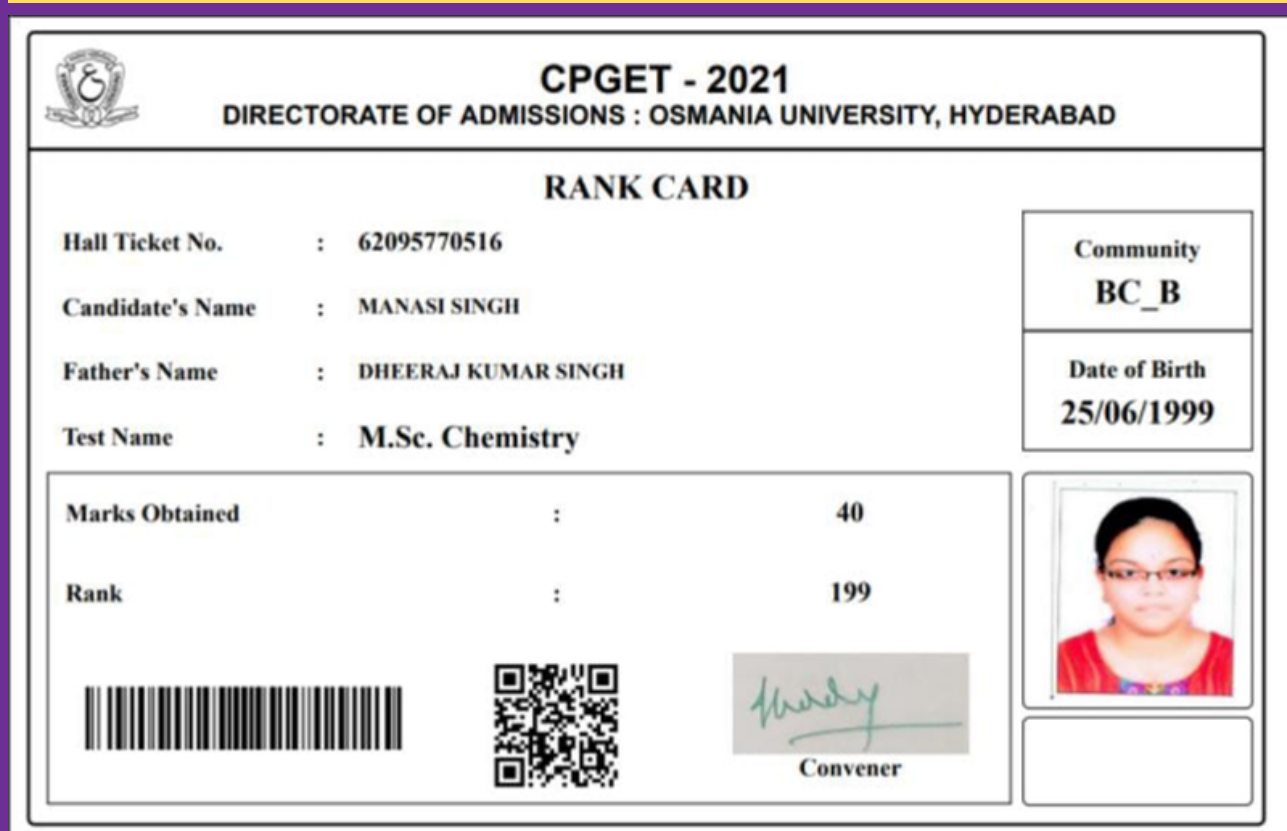 CPGET - 2021
DIRECTORATE OF ADMISSIONS : OSMANIA UNIVERSITY, HYDERABAD
RANK CARD
Hall Ticket No. : 62095770516
Candidate's Name : MANASI SINGH
Father's Name : DHEERAJ KUMAR SINGH
Test Name : M.Sc. Chemistry
Community
BC_B
Date of Birth
25/06/1999
Marks Obtained : 40
Rank : 199
Convener